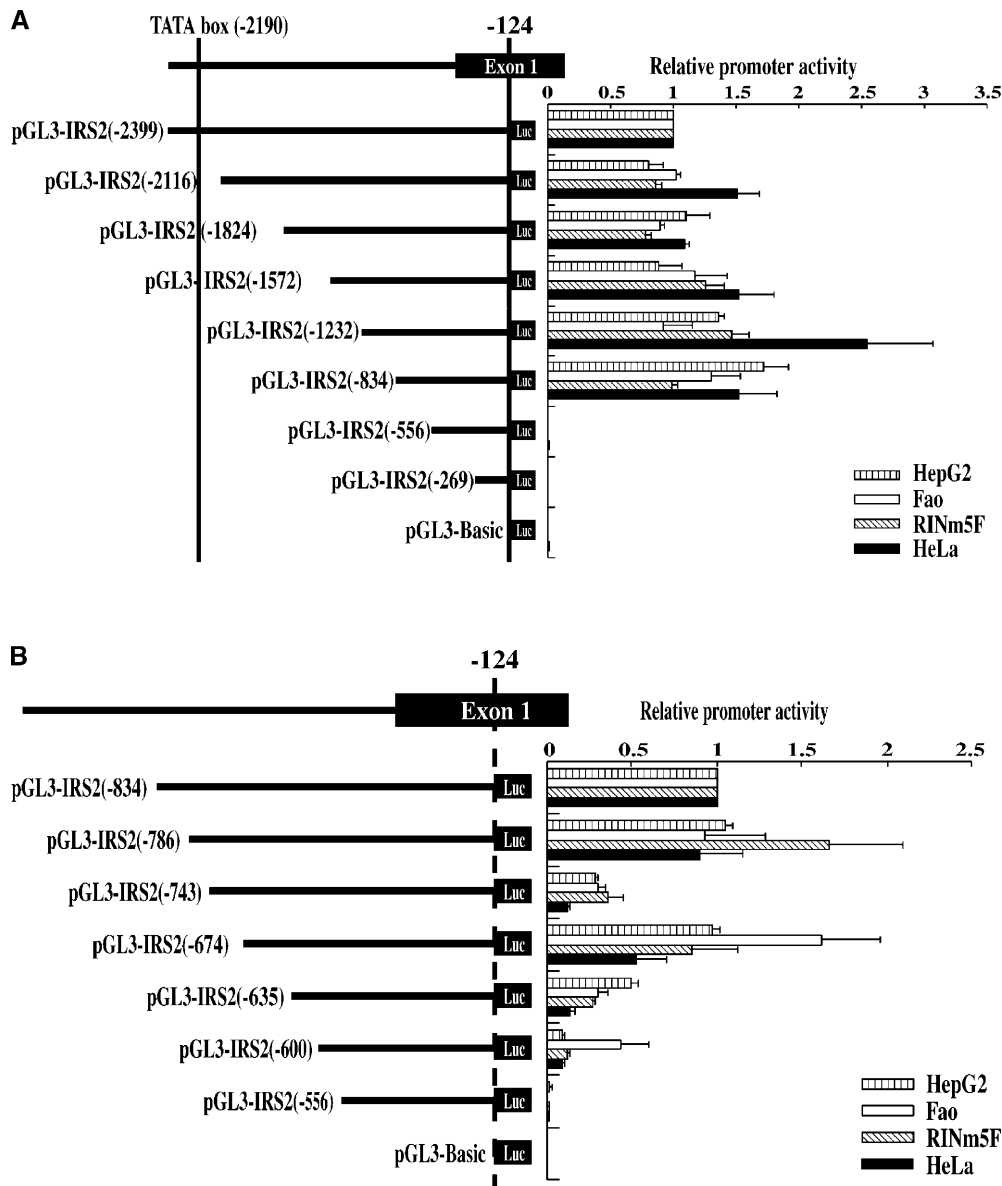 A
TATA box (-2190)
-124
Exon 1
Relative promoter activity
0 0.5 1 1.5 2 2.5 3 3.5
pGL3-IRS2(-2399) Luc
pGL3-IRS2(-2116) Luc
pGL3-IRS2(-1824) Luc
pGL3- IRS2(-1572) Luc
pGL3-IRS2(-1232) Luc
pGL3-IRS2(-834) Luc
pGL3-IRS2(-556) Luc
pGL3-IRS2(-269) Luc
pGL3-Basic Luc
HepG2
Fao
RINm5F
HeLa
B
-124
Exon 1
Relative promoter activity
0 0.5 1 1.5 2 2.5
pGL3-IRS2(-834) Luc
pGL3-IRS2(-786) Luc
pGL3-IRS2(-743) Luc
pGL3-IRS2(-674) Luc
pGL3-IRS2(-635) Luc
pGL3-IRS2(-600) Luc
pGL3-IRS2(-556) Luc
pGL3-Basic Luc
HepG2
Fao
RINm5F
HeLa